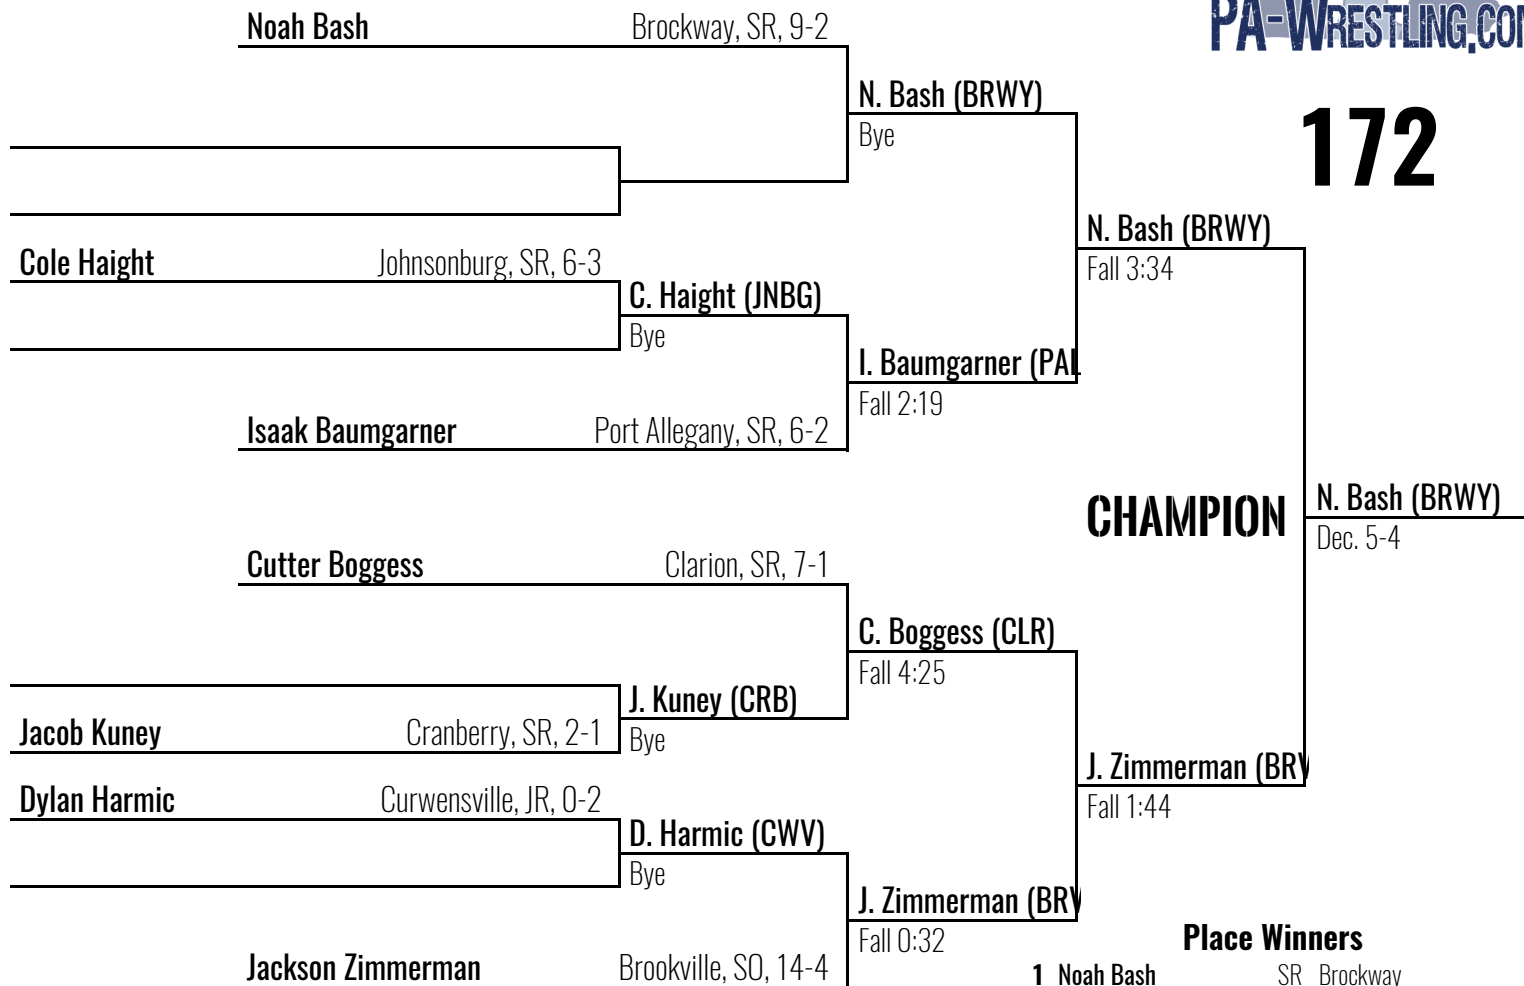 PA-WRESTLING.COM
Noah Bash Brockway, SR, 9-2
N. Bash (BRWY)
Bye
172
N. Bash (BRWY)
Fall 3:34
Cole Haight Johnsonburg, SR, 6-3
C. Haight (JNBG)
Bye
I. Baumgarner (PAL
Fall 2:19
Isaak Baumgarner Port Allegany, SR, 6-2
CHAMPION
N. Bash (BRWY)
Dec. 5-4
Cutter Boggess Clarion, SR, 7-1
C. Boggess (CLR)
Fall 4:25
J. Kuney (CRB)
Jacob Kuney Cranberry, SR, 2-1
Bye
J. Zimmerman (BRV
Fall 1:44
Dylan Harmic Curwensville, JR, 0-2
D. Harmic (CWV)
Bye
J. Zimmerman (BRV
Fall 0:32
Jackson Zimmerman Brookville, SO, 14-4
Place Winners
1 Noah Bash SR Brockway